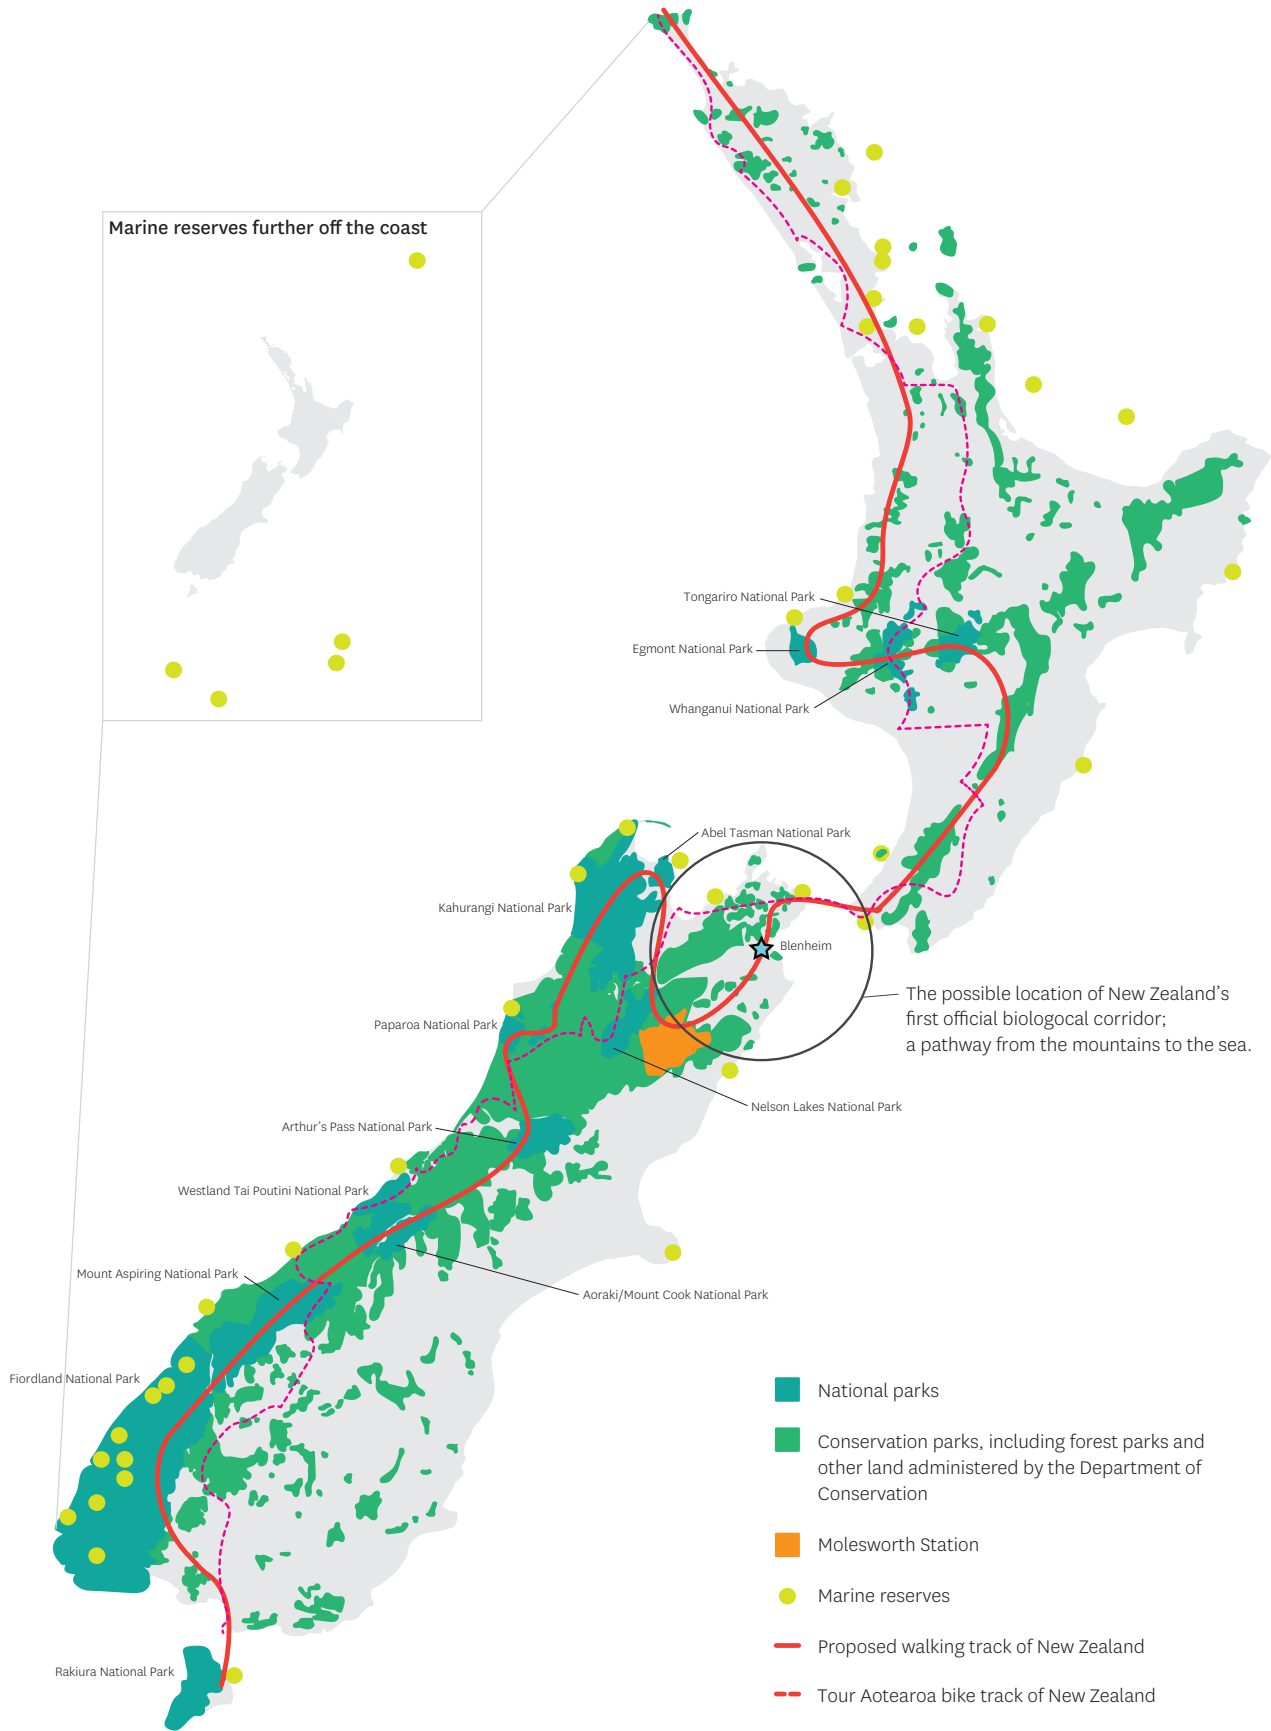 Marine reserves further off the coast
Tongariro National Park
Egmont National Park
Whanganui National Park
Abel Tasman National Park
Kahurangi National Park
Blenheim
The possible location of New Zealand's
first official biologocal corridor;
a pathway from the mountains to the sea.
Paparoa National Park
Nelson Lakes National Park
Arthur's Pass National Park
Westland Tai Poutini National Park
Mount Aspiring National Park
Aoraki/Mount Cook National Park
Fiordland National Park
Rakiura National Park
National parks
Conservation parks, including forest parks and
other land administered by the Department of
Conservation
Molesworth Station
Marine reserves
Proposed walking track of New Zealand
Tour Aotearoa bike track of New Zealand